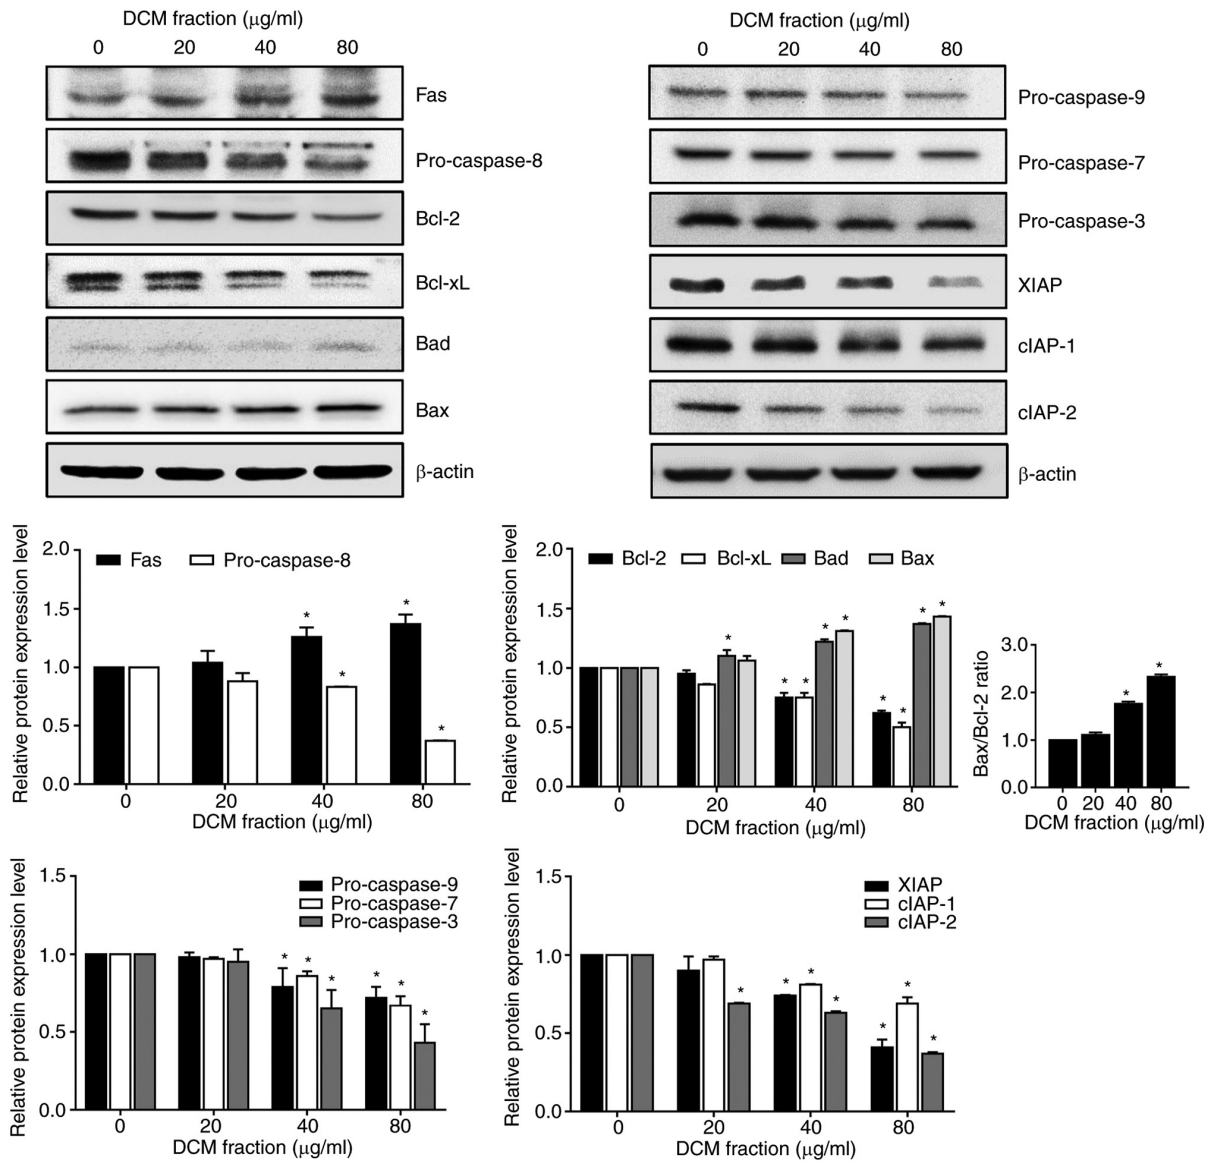 DCM fraction (μg/ml)
0 20 40 80
Fas
Pro-caspase-8
Bcl-2
Bcl-xL
Bad
Bax
β-actin
DCM fraction (μg/ml)
0 20 40 80
Pro-caspase-9
Pro-caspase-7
Pro-caspase-3
XIAP
cIAP-1
cIAP-2
β-actin
Relative protein expression level
Fas Pro-caspase-8
2.0
1.5
1.0
0.5
0.0
* * * *
0 20 40 80
DCM fraction (μg/ml)
Relative protein expression level
Bcl-2 Bcl-xL Bad Bax
2.0
1.5
1.0
0.5
0.0
* * * * * * * * *
0 20 40 80
DCM fraction (μg/ml)
Bax/Bcl-2 ratio
3.0
2.0
1.0
0.0
* *
0 20 40 80
DCM fraction (μg/ml)
Relative protein expression level
Pro-caspase-9
Pro-caspase-7
Pro-caspase-3
1.5
1.0
0.5
0.0
* * * * * *
0 20 40 80
DCM fraction (μg/ml)
Relative protein expression level
XIAP
cIAP-1
cIAP-2
1.5
1.0
0.5
0.0
* * * * * * *
0 20 40 80
DCM fraction (μg/ml)